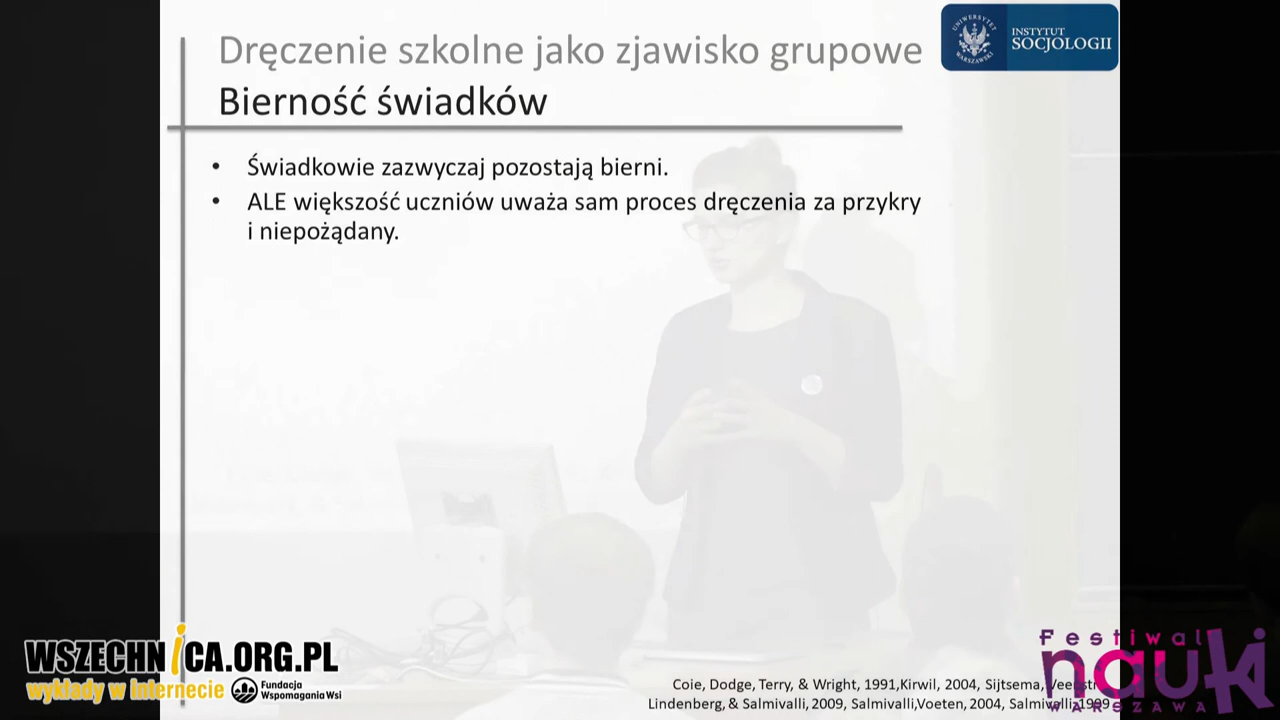 Dręczenie szkolne jako zjawisko grupowe
Bierność świadków
UNIWERSYTET WARSZAWSKI
INSTYTUT
SOCJOLOGII
• Świadkowie zazwyczaj pozostają bierni.
• ALE większość uczniów uważa sam proces dręczenia za przykry
i niepożądany.
WSZECHNICA.ORG.PL
wykłady w internecie
Fundacja
WspomaganiaWsi
Coie, Dodge, Terry, & Wright, 1991,Kirwil, 2004, Sijtsema,
Lindenberg, & Salmivalli, 2009, Salmivalli,Voeten, 2004, Salmivalli,1999
Festiwal
nauki
WARSZAWA